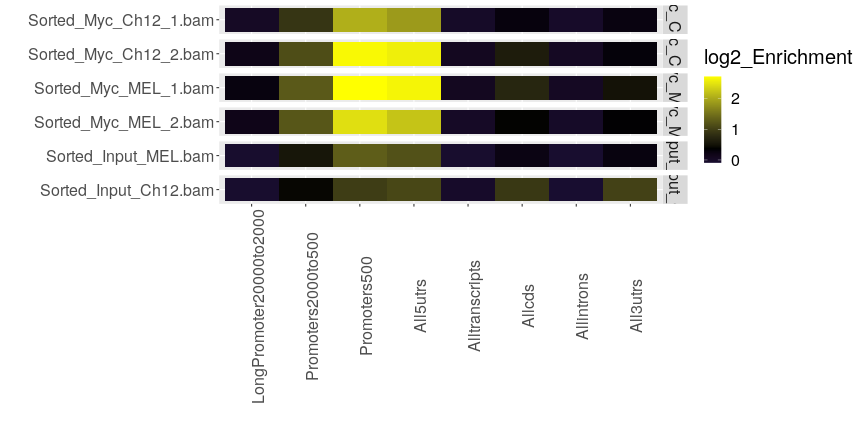 Sorted_Myc_Ch12_1.bam
Sorted_Myc_Ch12_2.bam
Sorted_Myc_MEL_1.bam
Sorted_Myc_MEL_2.bam
Sorted_Input_MEL.bam
Sorted_Input_Ch12.bam
LongPromoter20000to2000
Promoters2000to500
Promoters500
All5utrs
Alltranscripts
Allcds
AllIntrons
All3utrs
log2_Enrichment
2
1
0